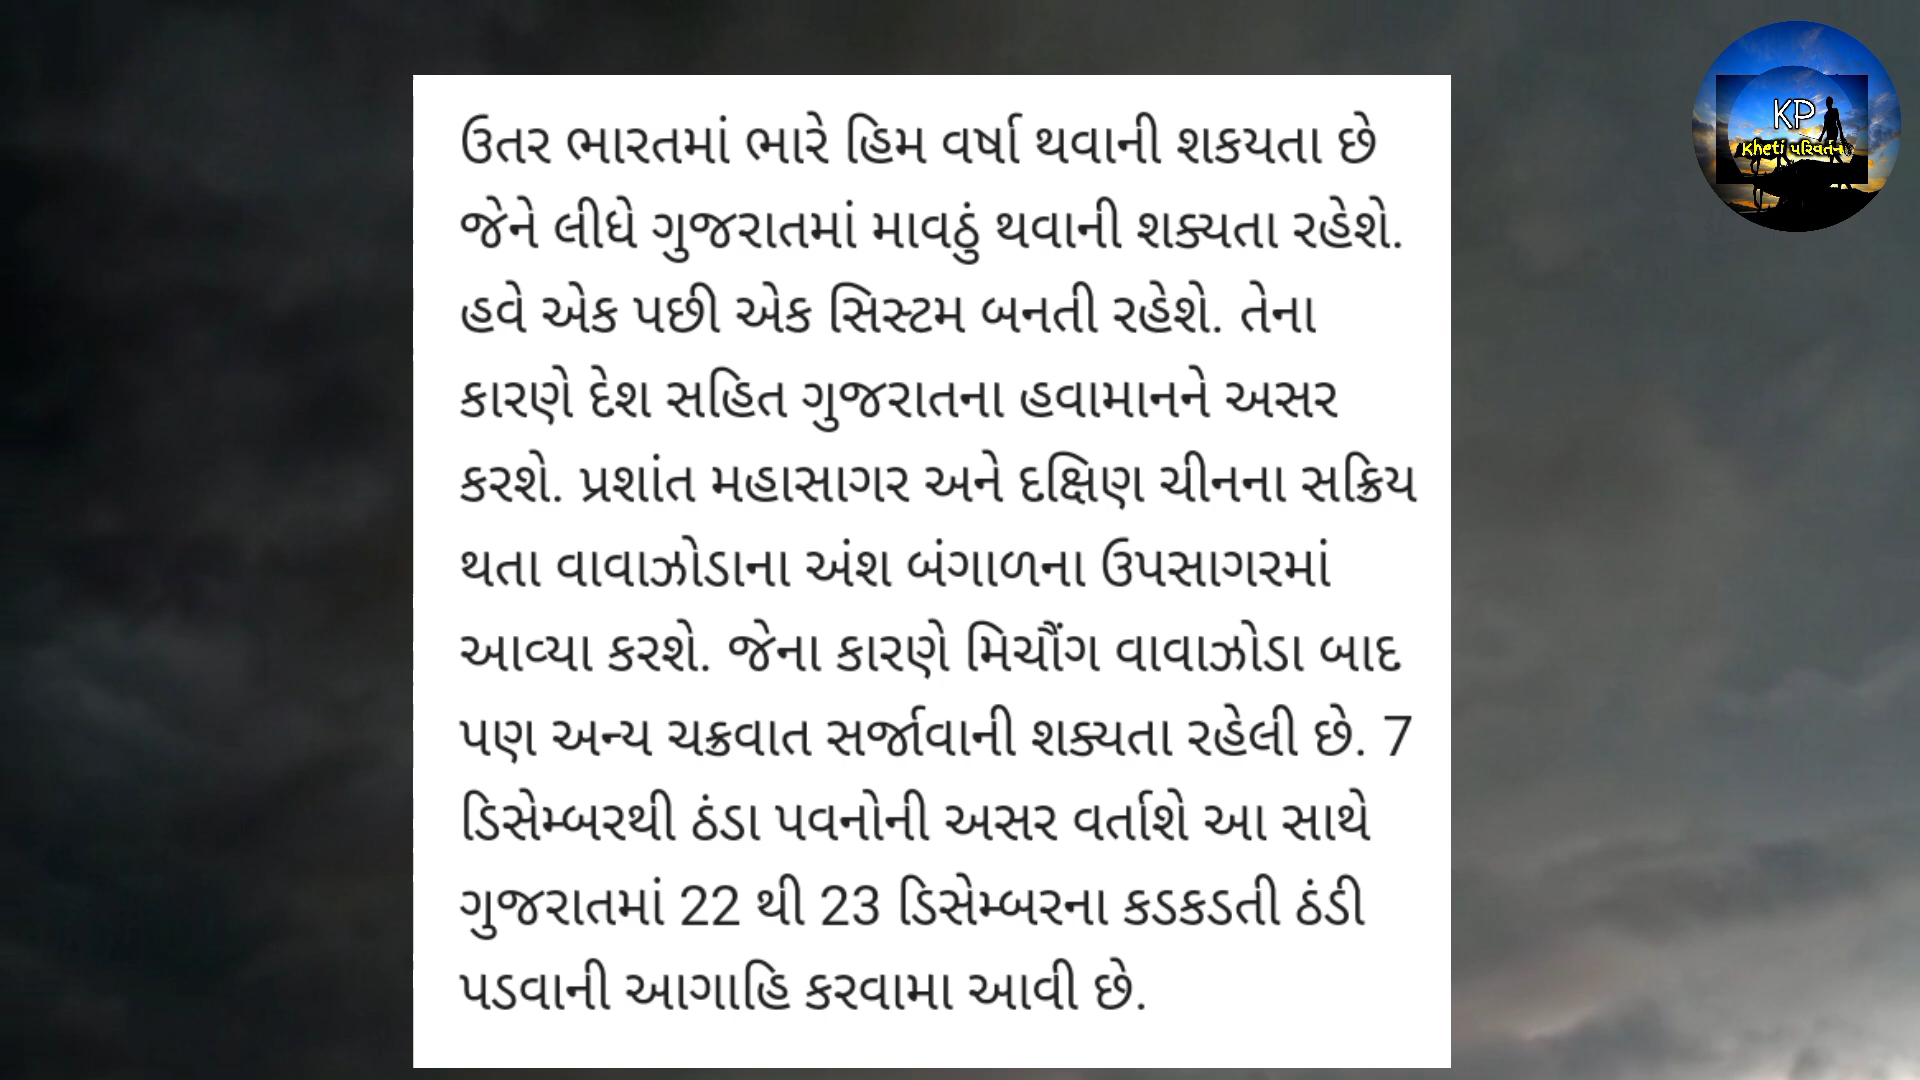 ઉતર ભારતમાં ભારે હિમ વર્ષા થવાની શકયતા છે
જેને લીધે ગુજરાતમાં માવઠું થવાની શક્યતા રહેશે.
હવે એક પછી એક સિસ્ટમ બનતી રહેશે. તેના
કારણે દેશ સહિત ગુજરાતના હવામાનને અસર
કરશે. પ્રશાંત મહાસાગર અને દક્ષિણ ચીનના સક્રિય
થતા વાવાઝોડાના અંશ બંગાળના ઉપસાગરમાં
આવ્યા કરશે. જેના કારણે મિચૌંગ વાવાઝોડા બાદ
પણ અન્ય ચક્રવાત સર્જાવાની શક્યતા રહેલી છે. 7
ડિસેમ્બરથી ઠંડા પવનોની અસર વર્તાશે આ સાથે
ગુજરાતમાં 22 થી 23 ડિસેમ્બરના કડકડતી ઠંડી
પડવાની આગાહિ કરવામા આવી છે.
KP
Kheti પરિવર્તન